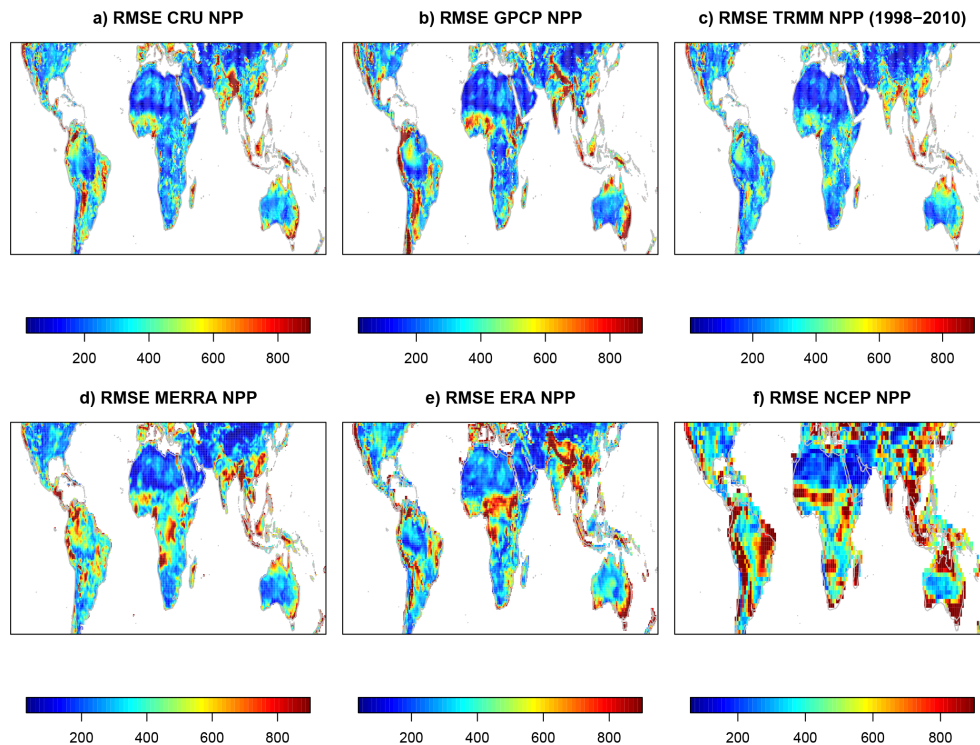 a) RMSE CRU NPP
b) RMSE GPCP NPP
c) RMSE TRMM NPP (1998−2010)
200 400 600 800
200 400 600 800
200 400 600 800
d) RMSE MERRA NPP
e) RMSE ERA NPP
f) RMSE NCEP NPP
200 400 600 800
200 400 600 800
200 400 600 800